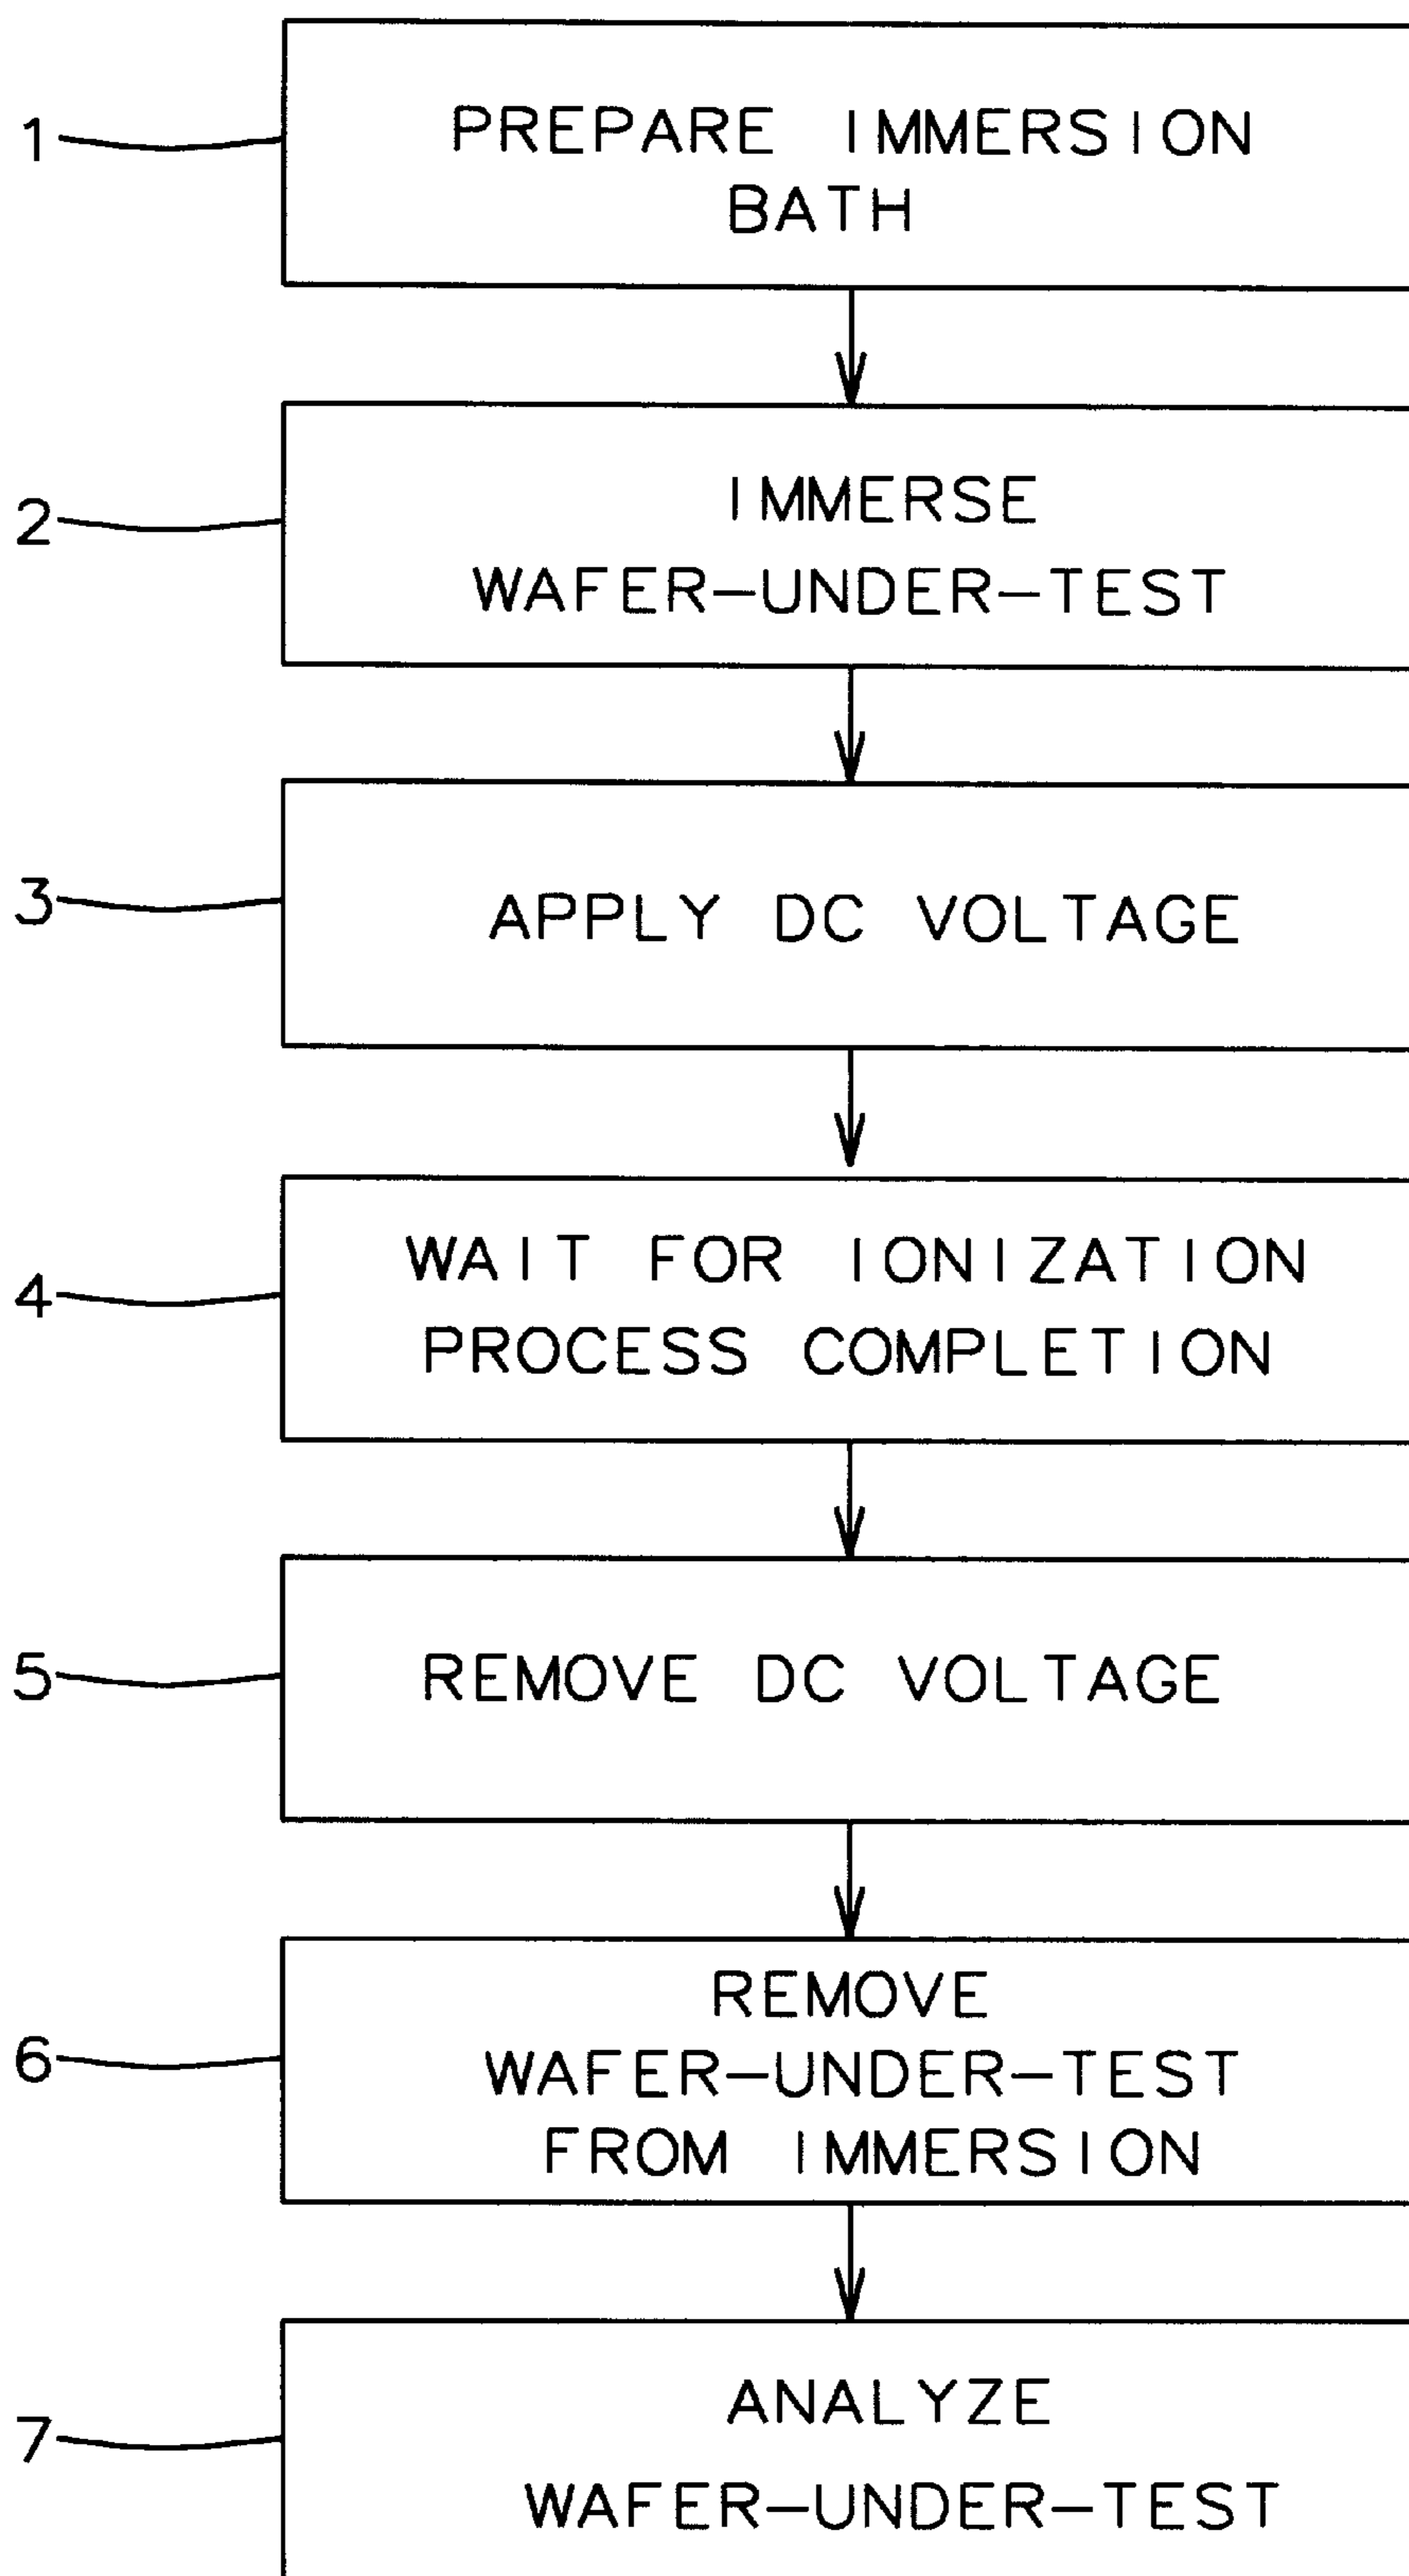 1
PREPARE IMMERSION
BATH
2
IMMERSE
WAFER-UNDER-TEST
3
APPLY DC VOLTAGE
4
WAIT FOR IONIZATION
PROCESS COMPLETION
5
REMOVE DC VOLTAGE
6
REMOVE
WAFER-UNDER-TEST
FROM IMMERSION
7
ANALYZE
WAFER-UNDER-TEST